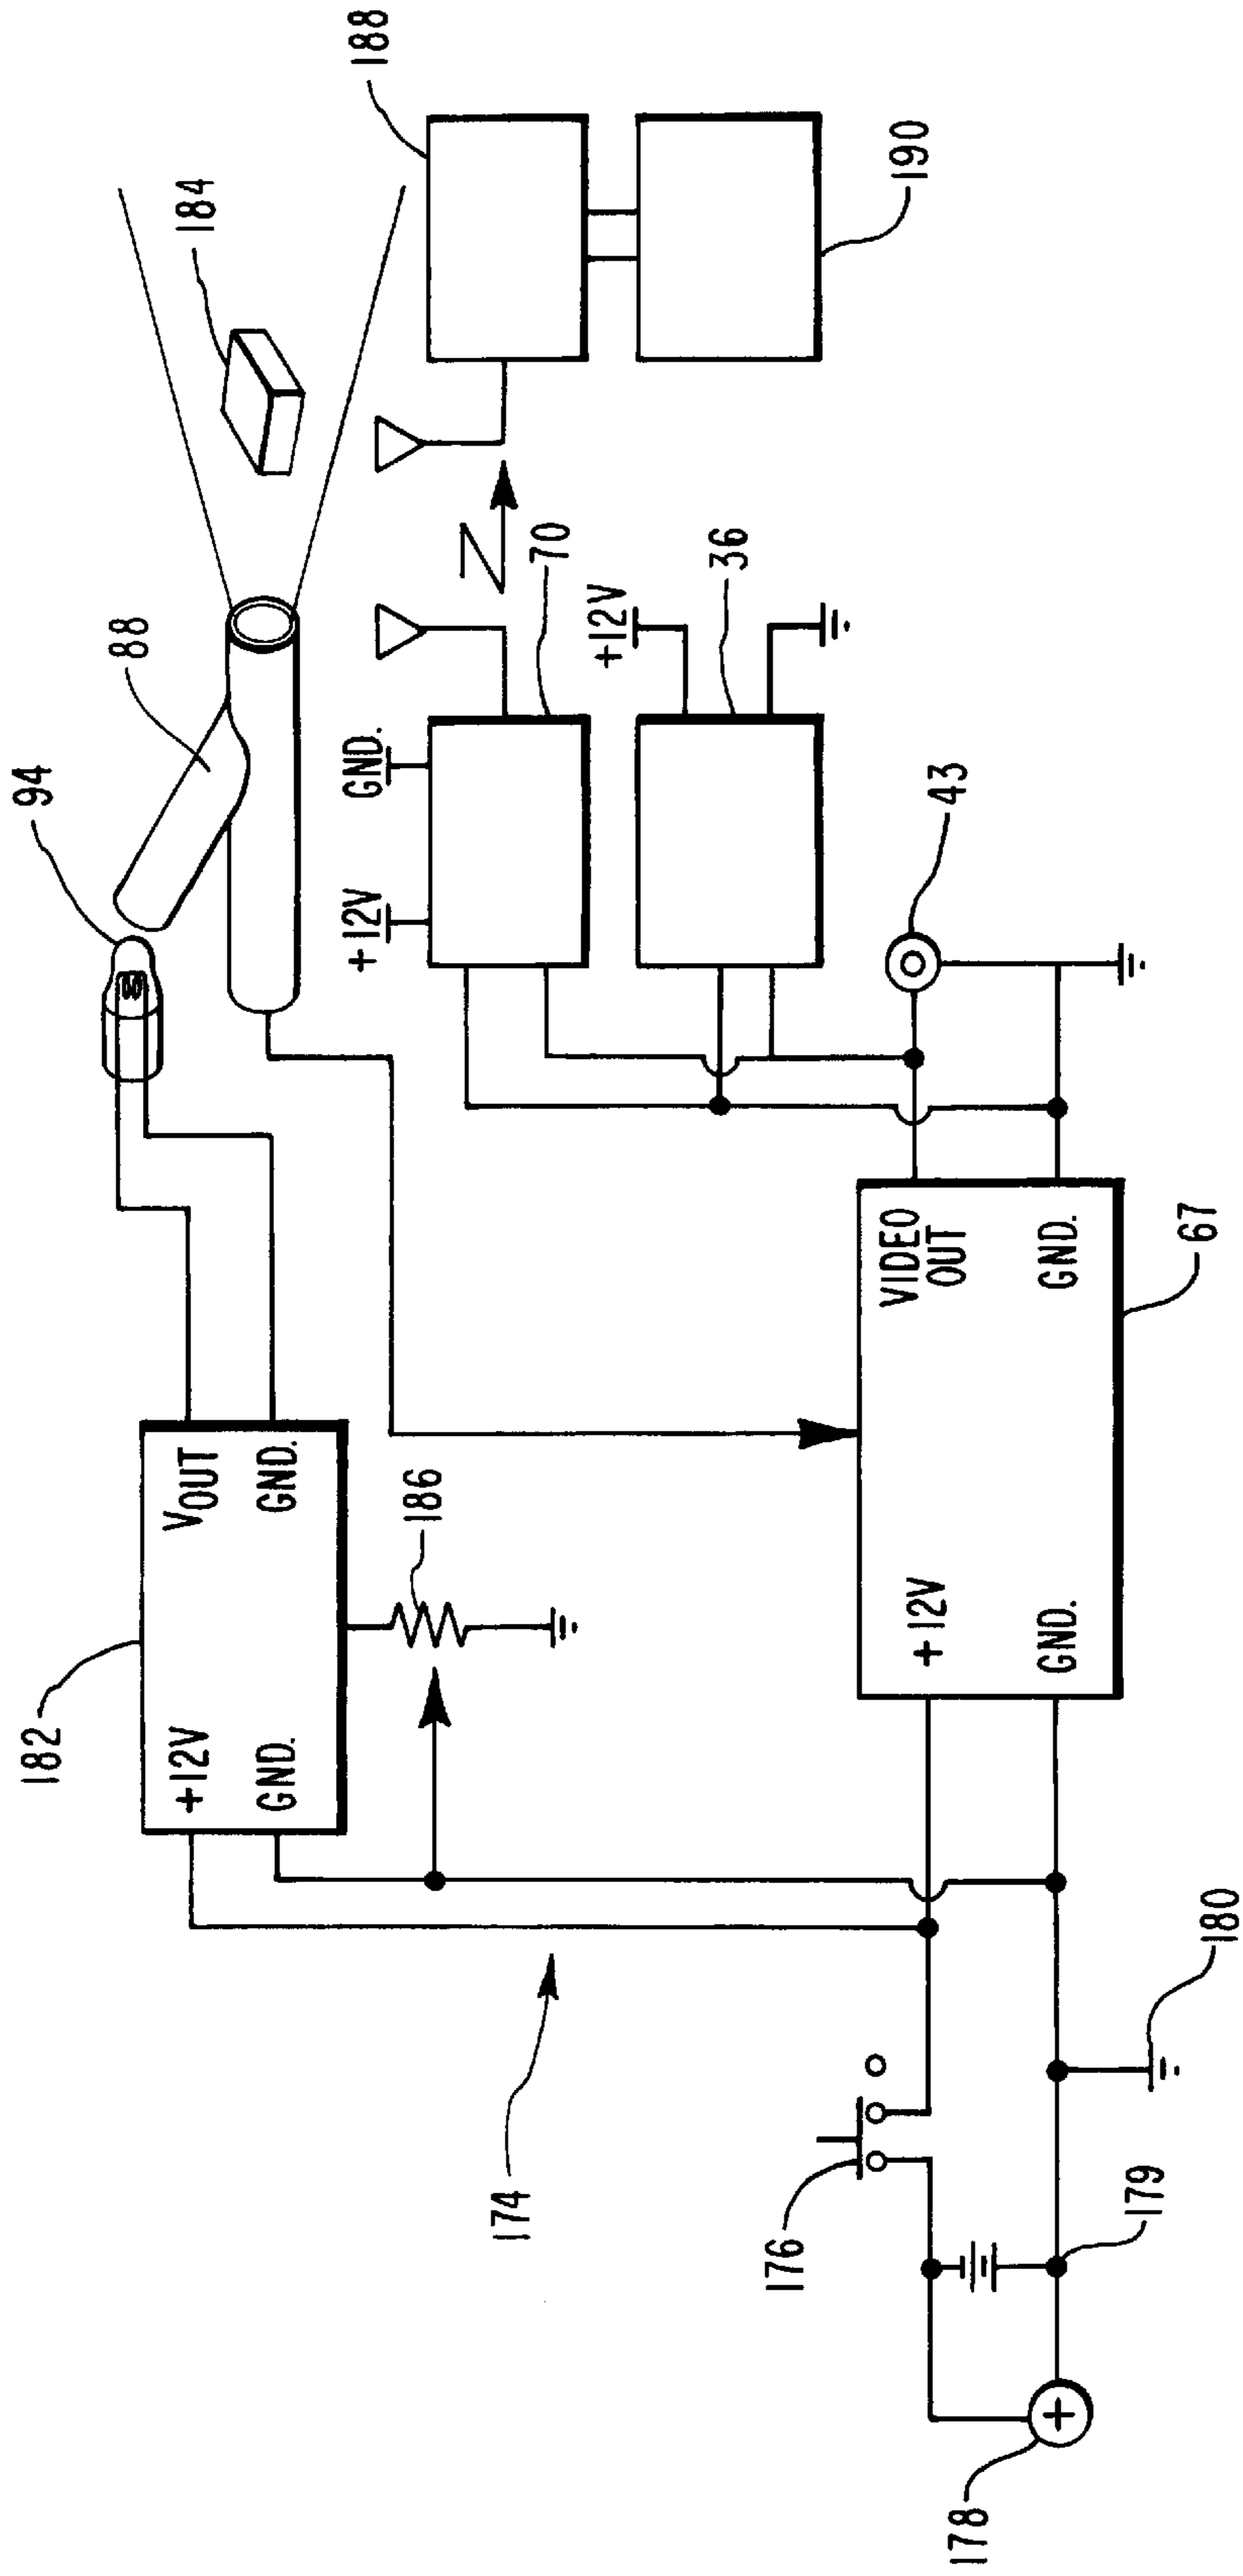 94
88
184
188
182
+12V
GND.
VOUT
GND.
186
+12V
GND.
70
+12V
36
190
174
43
176
+12V
GND.
VIDEO
OUT
GND.
67
178
179
180